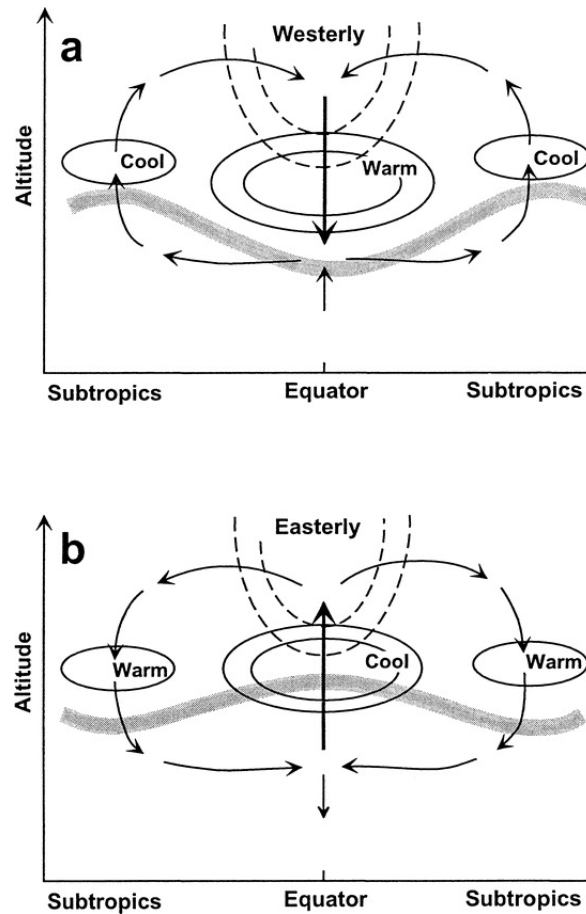 a
Westerly
Cool
Warm
Cool
Altitude
Subtropics Equator Subtropics
b
Easterly
Warm
Cool
Warm
Altitude
Subtropics Equator Subtropics